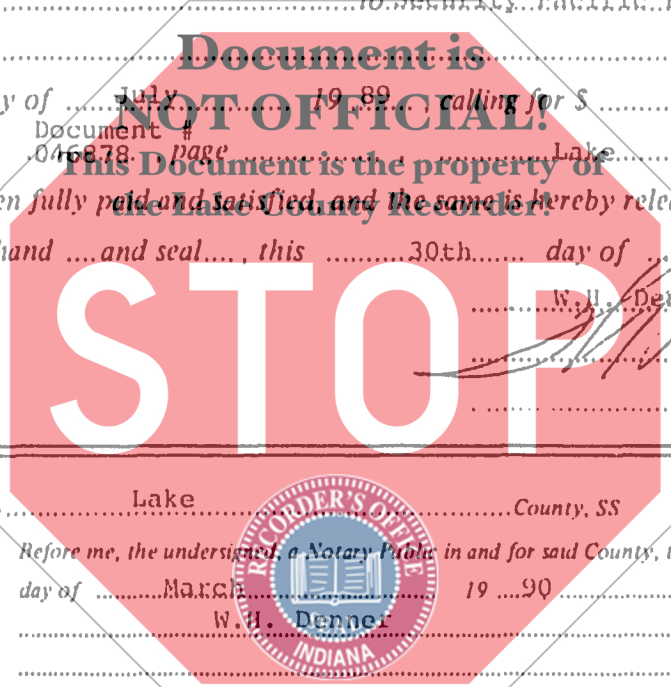 to Security Pacific
Document is
y of July 19 89, calling for $
NOT OFFICIAL!
Document #
046878, page Lake
This Document is the property of
en fully paid and satisfied, and the same is hereby rele
the Lake County Recorder!
hand .... and seal ...., this 30th day of
W.H. Den
STOP
Lake County, SS
RECORDER'S OFFICE
Before me, the undersigned, a Notary Public in and for said County, t
day of March 19 90
W.H. Denner
INDIANA